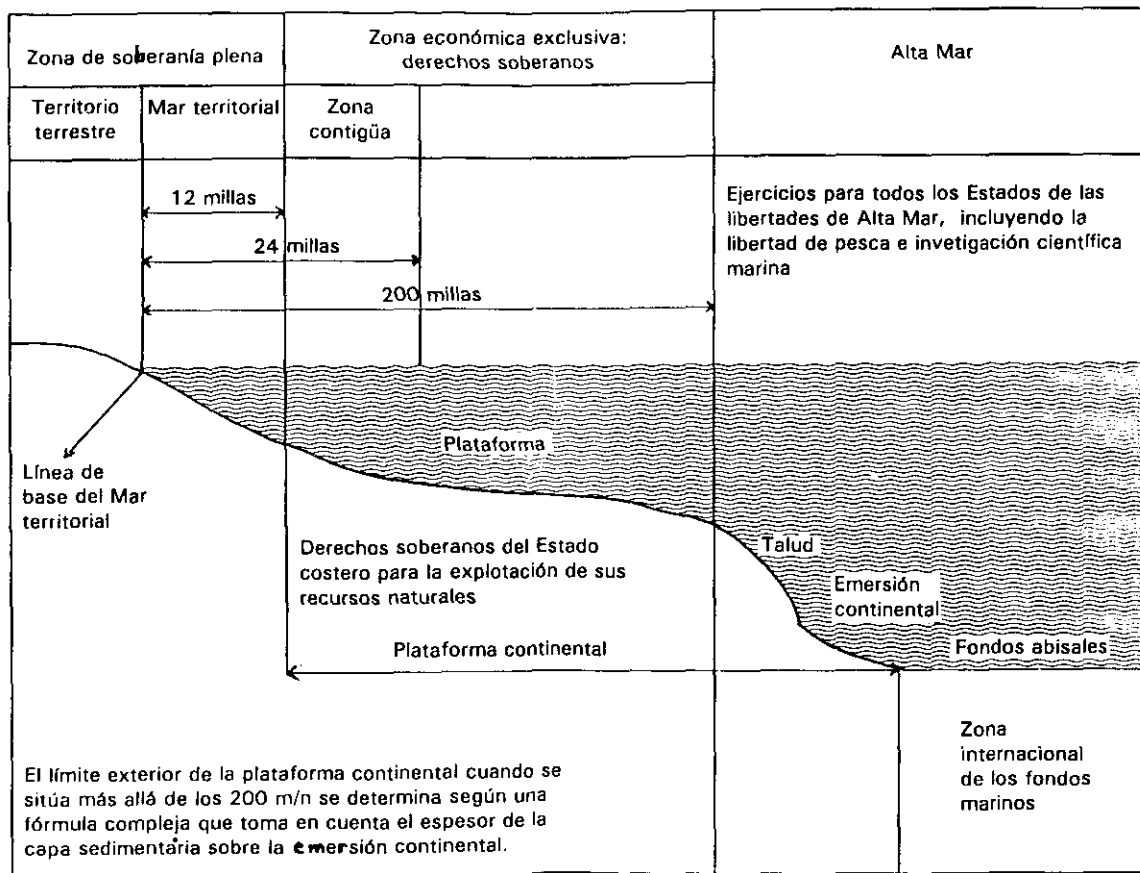 Zona de soberanía plena
Zona económica exclusiva:
derechos soberanos
Alta Mar
Territorio
terrestre
Mar territorial
Zona
contigüa
12 millas
24 millas
200 millas
Ejercicios para todos los Estados de las
libertades de Alta Mar, incluyendo la
libertad de pesca e invetigación científica
marina
Plataforma
Línea de
base del Mar
territorial
Derechos soberanos del Estado
costero para la explotación de sus
recursos naturales
Talud
Emersión
continental
Plataforma continental
Fondos abisales
Zona
internacional
de los fondos
marinos
El límite exterior de la plataforma continental cuando se
sitúa más allá de los 200 m/n se determina según una
fórmula compleja que toma en cuenta el espesor de la
capa sedimentária sobre la emersión continental.